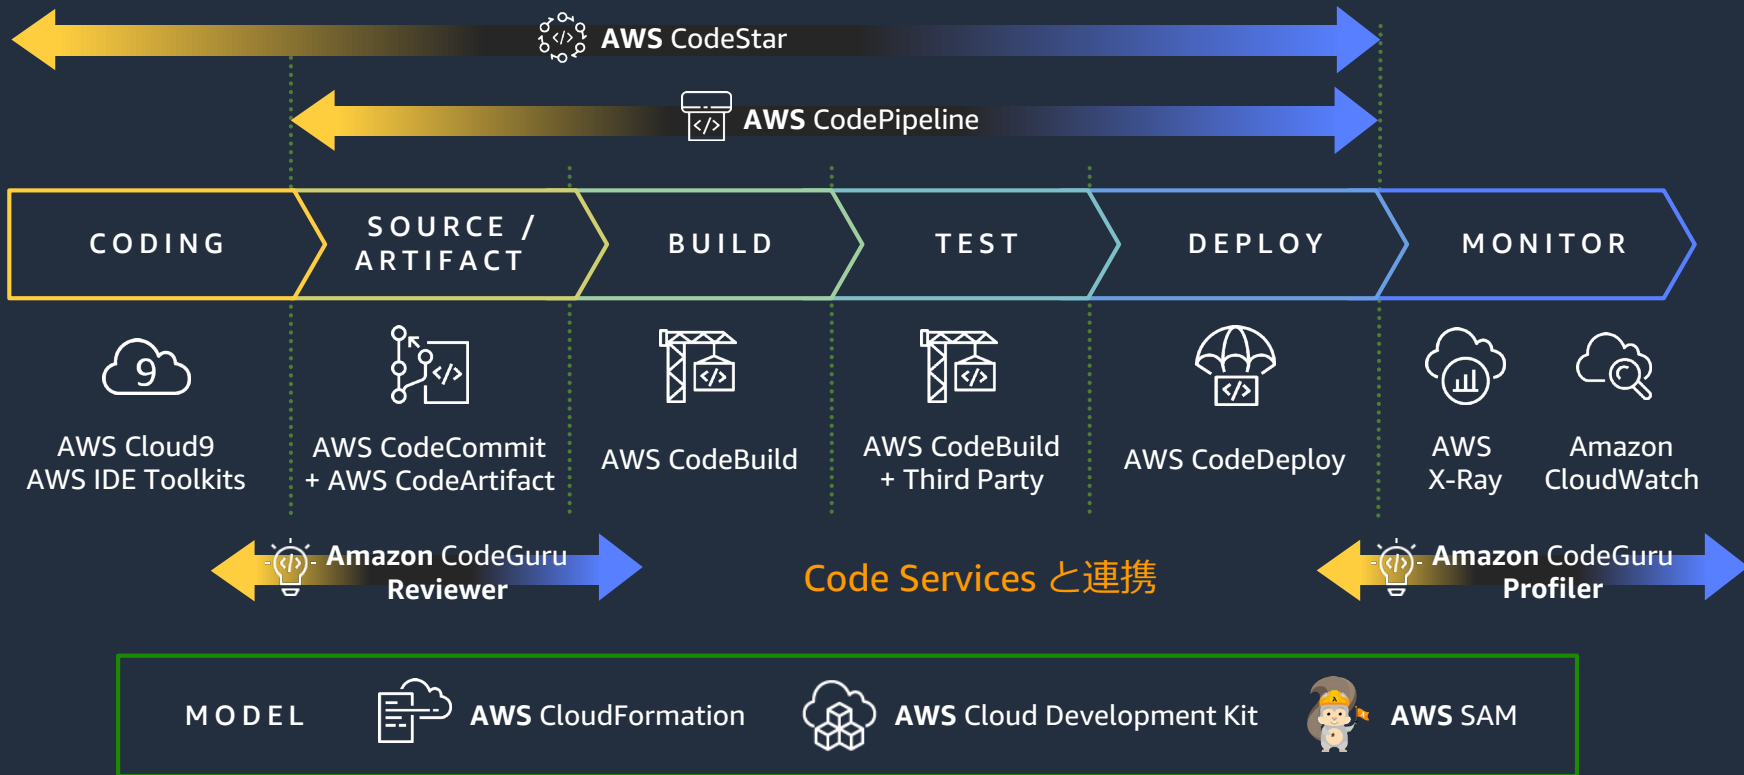 AWS CodeStar
AWS CodePipeline
CODING
SOURCE /
ARTIFACT
BUILD
TEST
DEPLOY
MONITOR
9
</>
</>
</>
</>
AWS Cloud9
AWS IDE Toolkits
AWS CodeCommit
+ AWS CodeArtifact
AWS CodeBuild
AWS CodeBuild
+ Third Party
AWS CodeDeploy
AWS
X-Ray
Amazon
CloudWatch
Amazon CodeGuru
Reviewer
Code Services と連携
Amazon CodeGuru
Profiler
MODEL
AWS CloudFormation
AWS Cloud Development Kit
AWS SAM